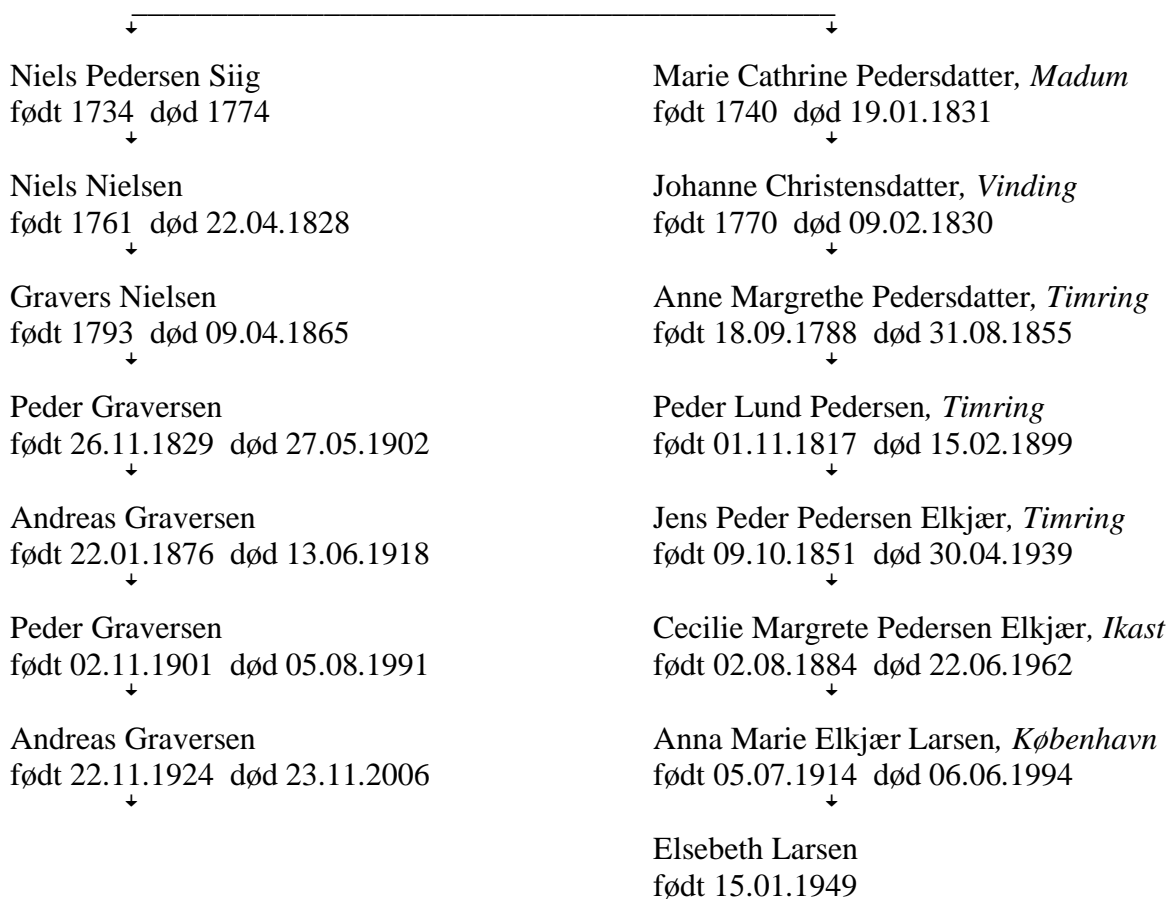 Niels Pedersen Siig
født 1734  død 1774
Niels Nielsen
født 1761  død 22.04.1828
Gravers Nielsen
født 1793  død 09.04.1865
Peder Graversen
født 26.11.1829  død 27.05.1902
Andreas Graversen
født 22.01.1876  død 13.06.1918
Peder Graversen
født 02.11.1901  død 05.08.1991
Andreas Graversen
født 22.11.1924  død 23.11.2006
Marie Cathrine Pedersdatter, Madum
født 1740  død 19.01.1831
Johanne Christensdatter, Vinding
født 1770  død 09.02.1830
Anne Margrethe Pedersdatter, Timring
født 18.09.1788  død 31.08.1855
Peder Lund Pedersen, Timring
født 01.11.1817  død 15.02.1899
Jens Peder Pedersen Elkjær, Timring
født 09.10.1851  død 30.04.1939
Cecilie Margrete Pedersen Elkjær, Ikast
født 02.08.1884  død 22.06.1962
Anna Marie Elkjær Larsen, København
født 05.07.1914  død 06.06.1994
Elsebeth Larsen
født 15.01.1949